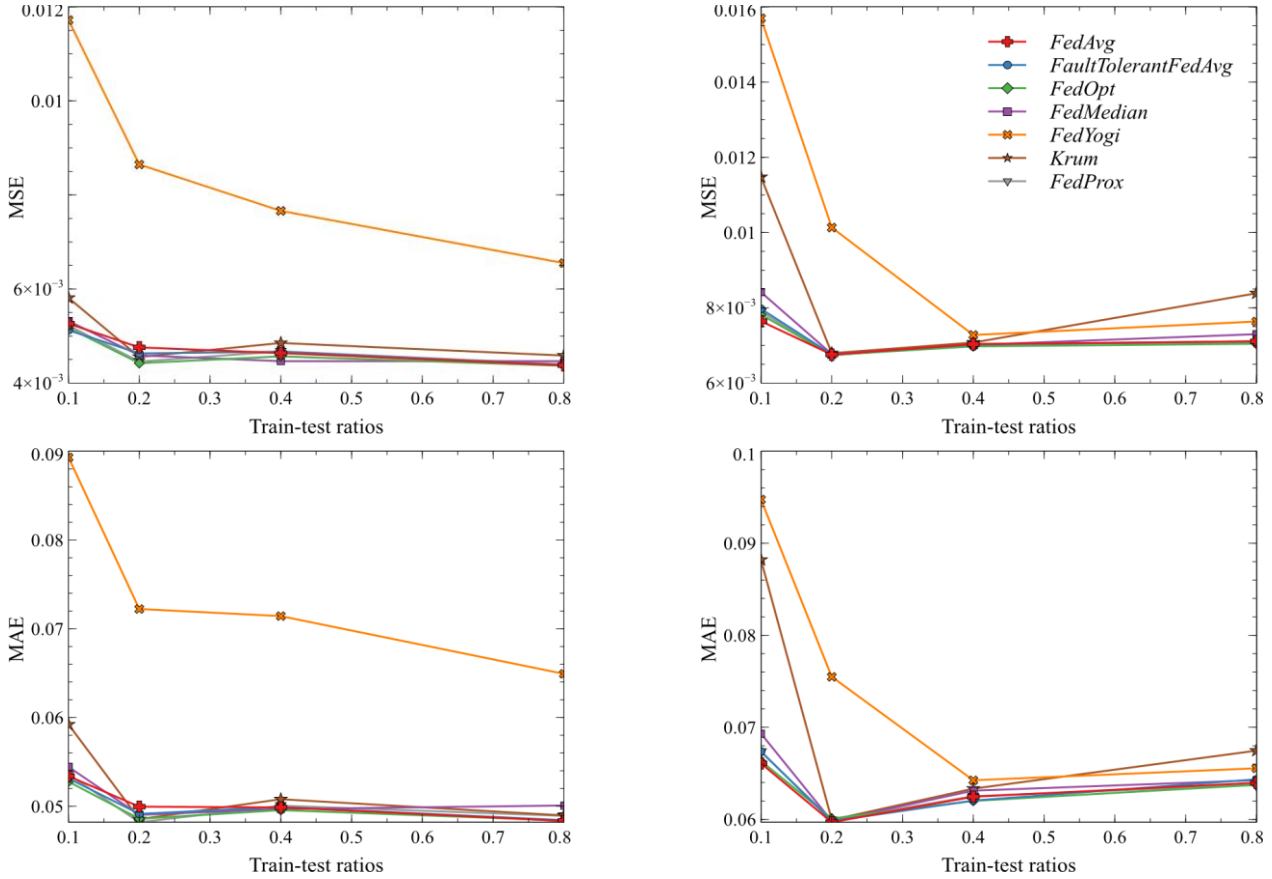 0.012
0.01
6×10⁻³
4×10⁻³
MSE
0.1 0.2 0.3 0.4 0.5 0.6 0.7 0.8
Train-test ratios
0.016
0.014
0.012
0.01
8×10⁻³
6×10⁻³
MSE
FedAvg
FaultTolerantFedAvg
FedOpt
FedMedian
FedYogi
Krum
FedProx
0.1 0.2 0.3 0.4 0.5 0.6 0.7 0.8
Train-test ratios
0.09
0.08
0.07
0.06
0.05
MAE
0.1 0.2 0.3 0.4 0.5 0.6 0.7 0.8
Train-test ratios
0.1
0.09
0.08
0.07
0.06
MAE
0.1 0.2 0.3 0.4 0.5 0.6 0.7 0.8
Train-test ratios